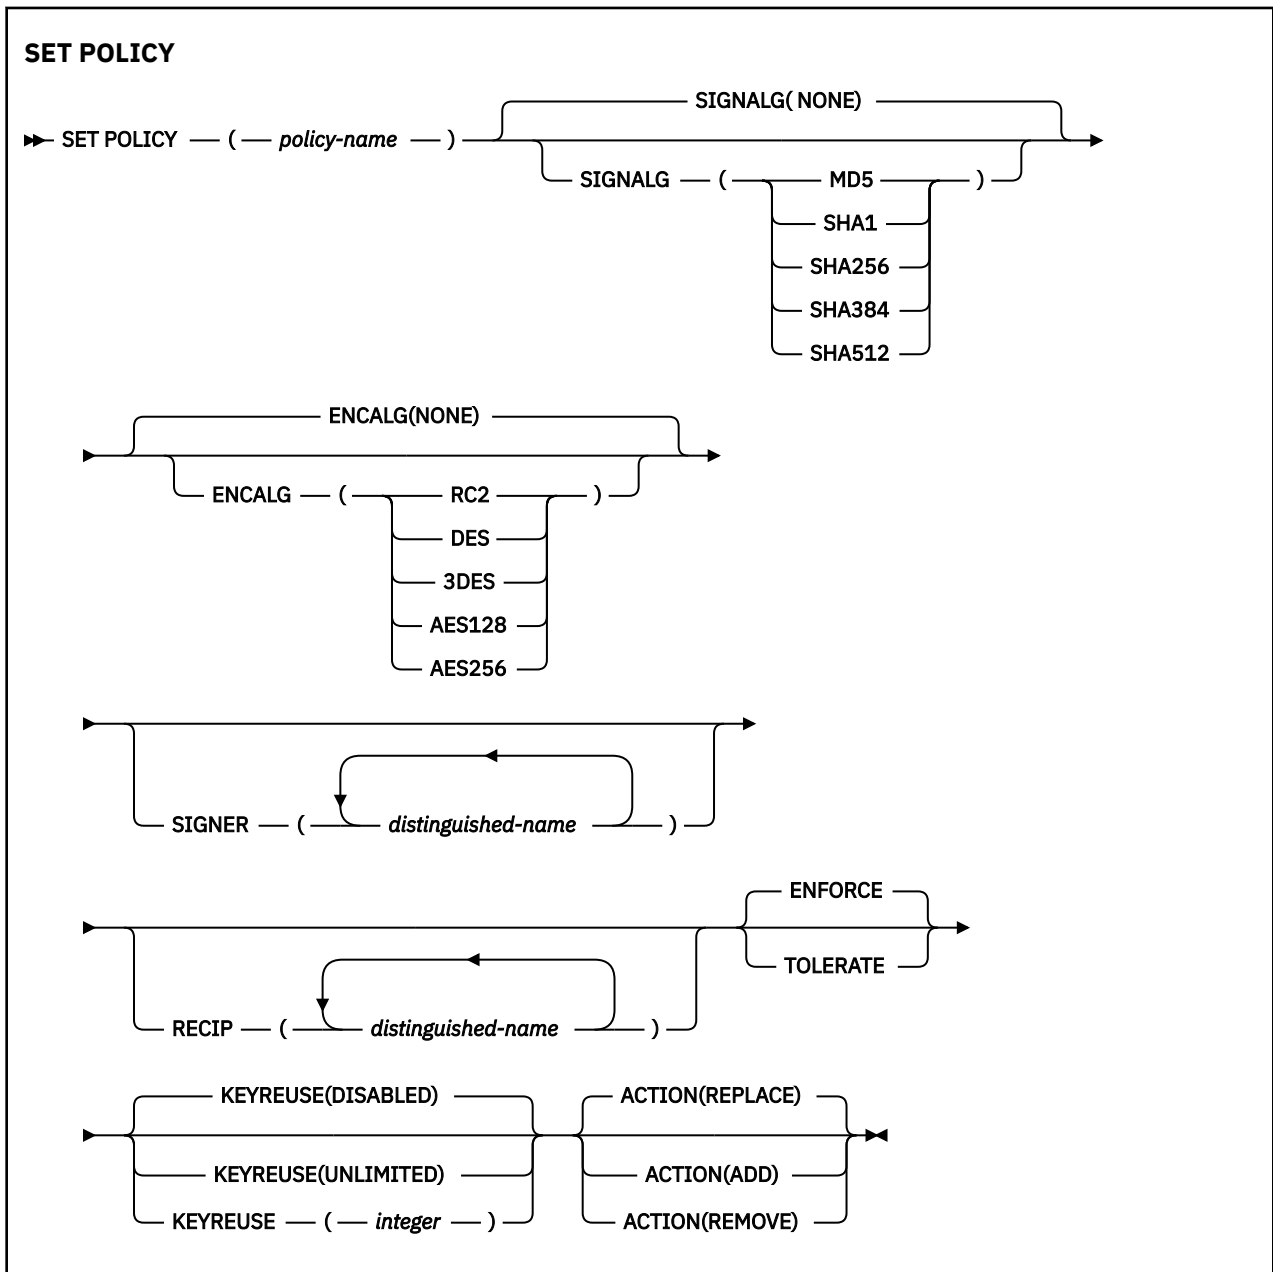 SET POLICY
SIGNALG( NONE)
SET POLICY ( policy-name )
SIGNALG ( MD5 )
SHA1
SHA256
SHA384
SHA512
ENCALG(NONE)
ENCALG ( RC2 )
DES
3DES
AES128
AES256
SIGNER ( distinguished-name )
ENFORCE
TOLERATE
RECIP ( distinguished-name )
KEYREUSE(DISABLED) ACTION(REPLACE)
KEYREUSE(UNLIMITED) ACTION(ADD)
KEYREUSE ( integer ) ACTION(REMOVE)